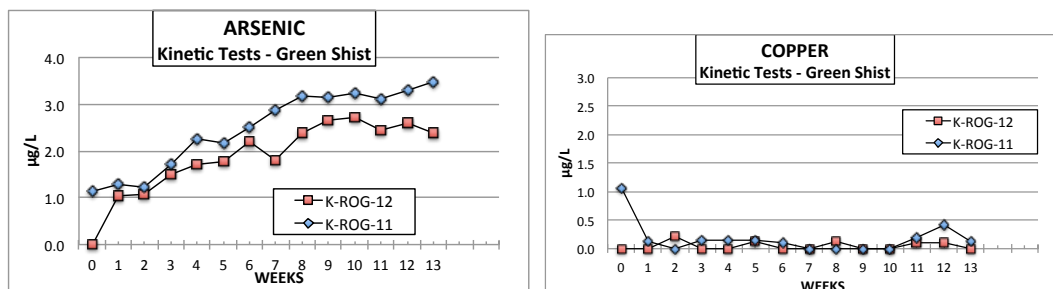 ARSENIC
Kinetic Tests - Green Shist
4.0
3.0
2.0
1.0
0.0
µg/L
K-ROG-12
K-ROG-11
0 1 2 3 4 5 6 7 8 9 10 11 12 13
WEEKS
COPPER
Kinetic Tests - Green Shist
3.0
2.5
2.0
1.5
1.0
0.5
0.0
µg/L
K-ROG-12
K-ROG-11
0 1 2 3 4 5 6 7 8 9 10 11 12 13
WEEKS